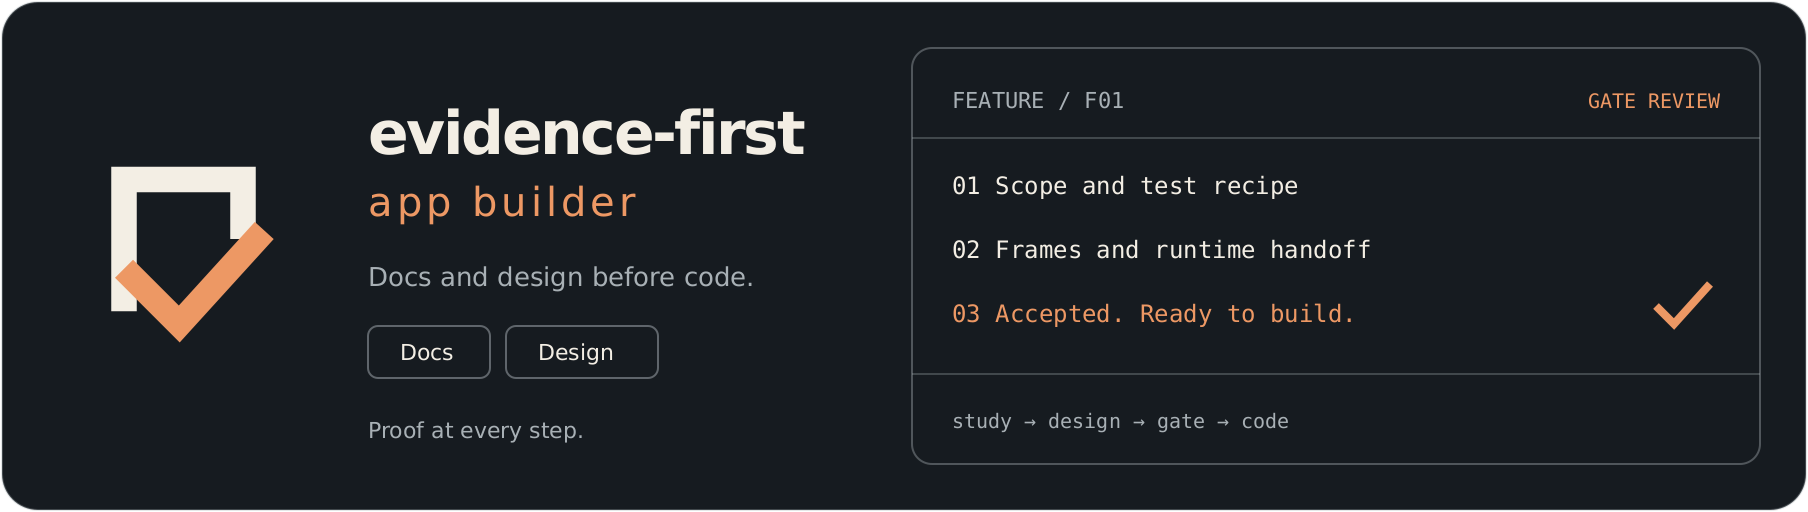 evidence-first
app builder
Docs and design before code.
Docs
Design
Proof at every step.
FEATURE / F01
GATE REVIEW
01 Scope and test recipe
02 Frames and runtime handoff
03 Accepted. Ready to build.
study → design → gate → code